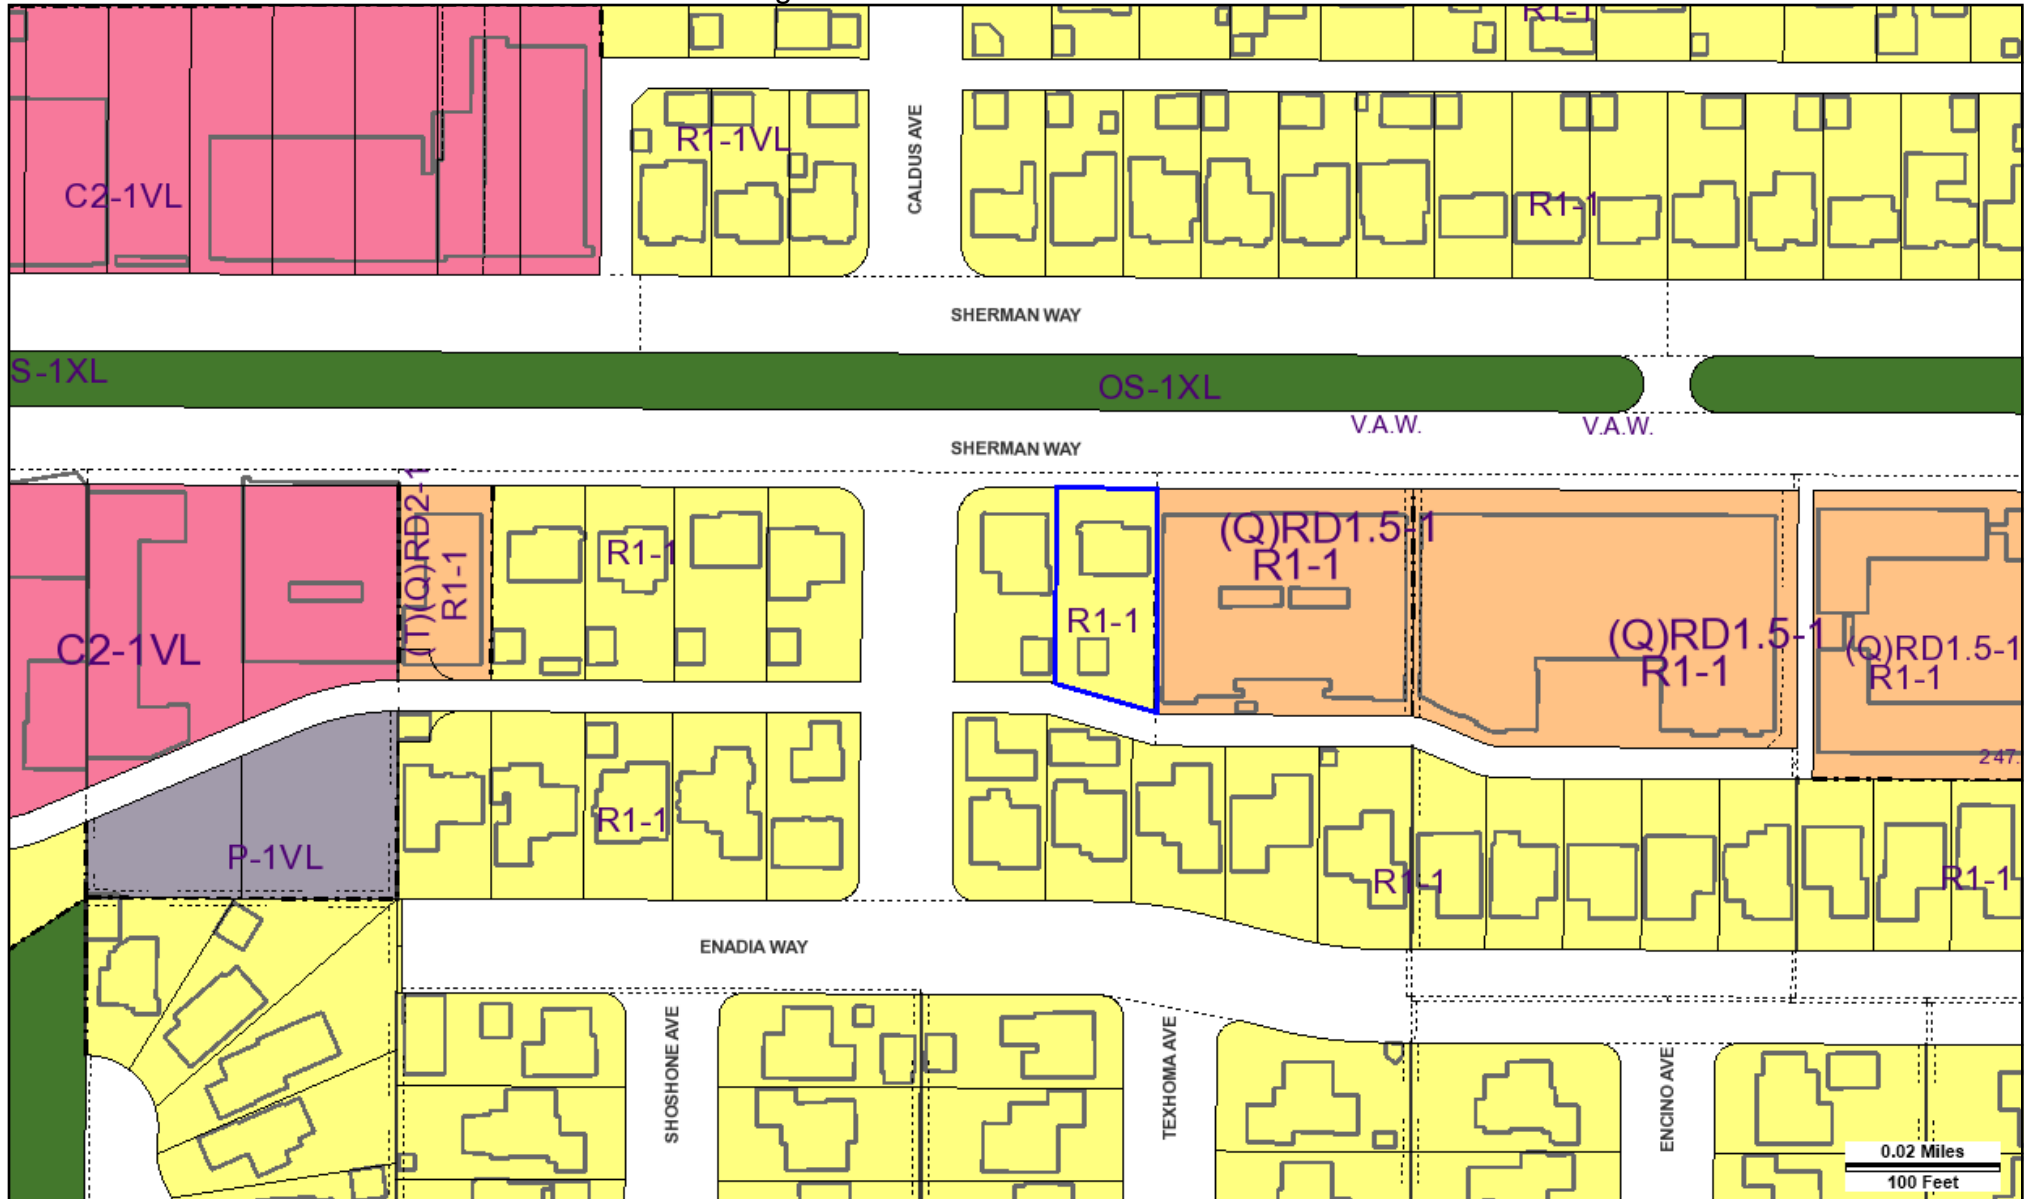 R1-1
R1-1VL
CALDUS AVE
C2-1VL
R1-1
SHERMAN WAY
S-1XL
OS-1XL
V.A.W.
V.A.W.
SHERMAN WAY
(T)(Q)RD2-1
R1-1
R1-1
R1-1
(Q)RD1.5-1
R1-1
(Q)RD1.5-1
R1-1
(Q)RD1.5-1
R1-1
C2-1VL
247.
P-1VL
R1-1
R1-1
R1-1
ENADIA WAY
SHOSHONE AVE
TEXHOMA AVE
ENCINO AVE
0.02 Miles
100 Feet